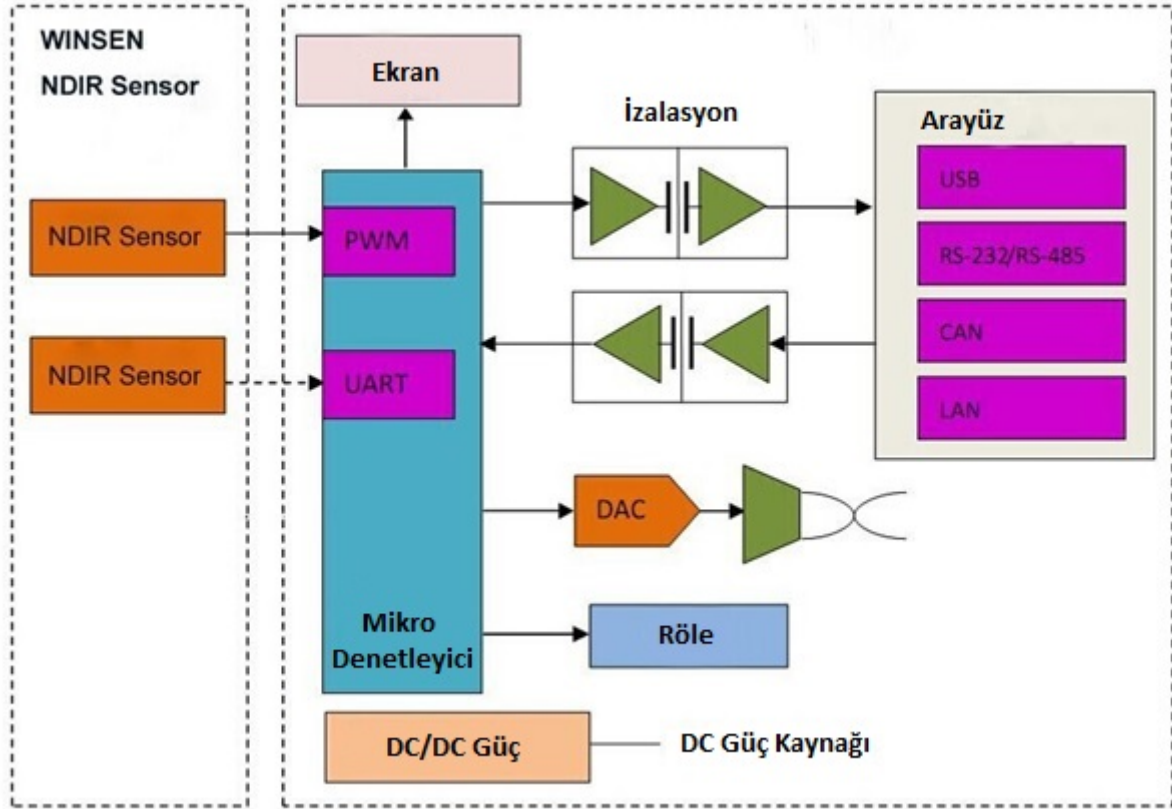 WINSEN
NDIR Sensor
NDIR Sensor
NDIR Sensor
Ekran
PWM
UART
Mikro
Denetleyici
İzalasyon
Arayüz
USB
RS-232/RS-485
CAN
LAN
DAC
Röle
DC/DC Güç
DC Güç Kaynağı